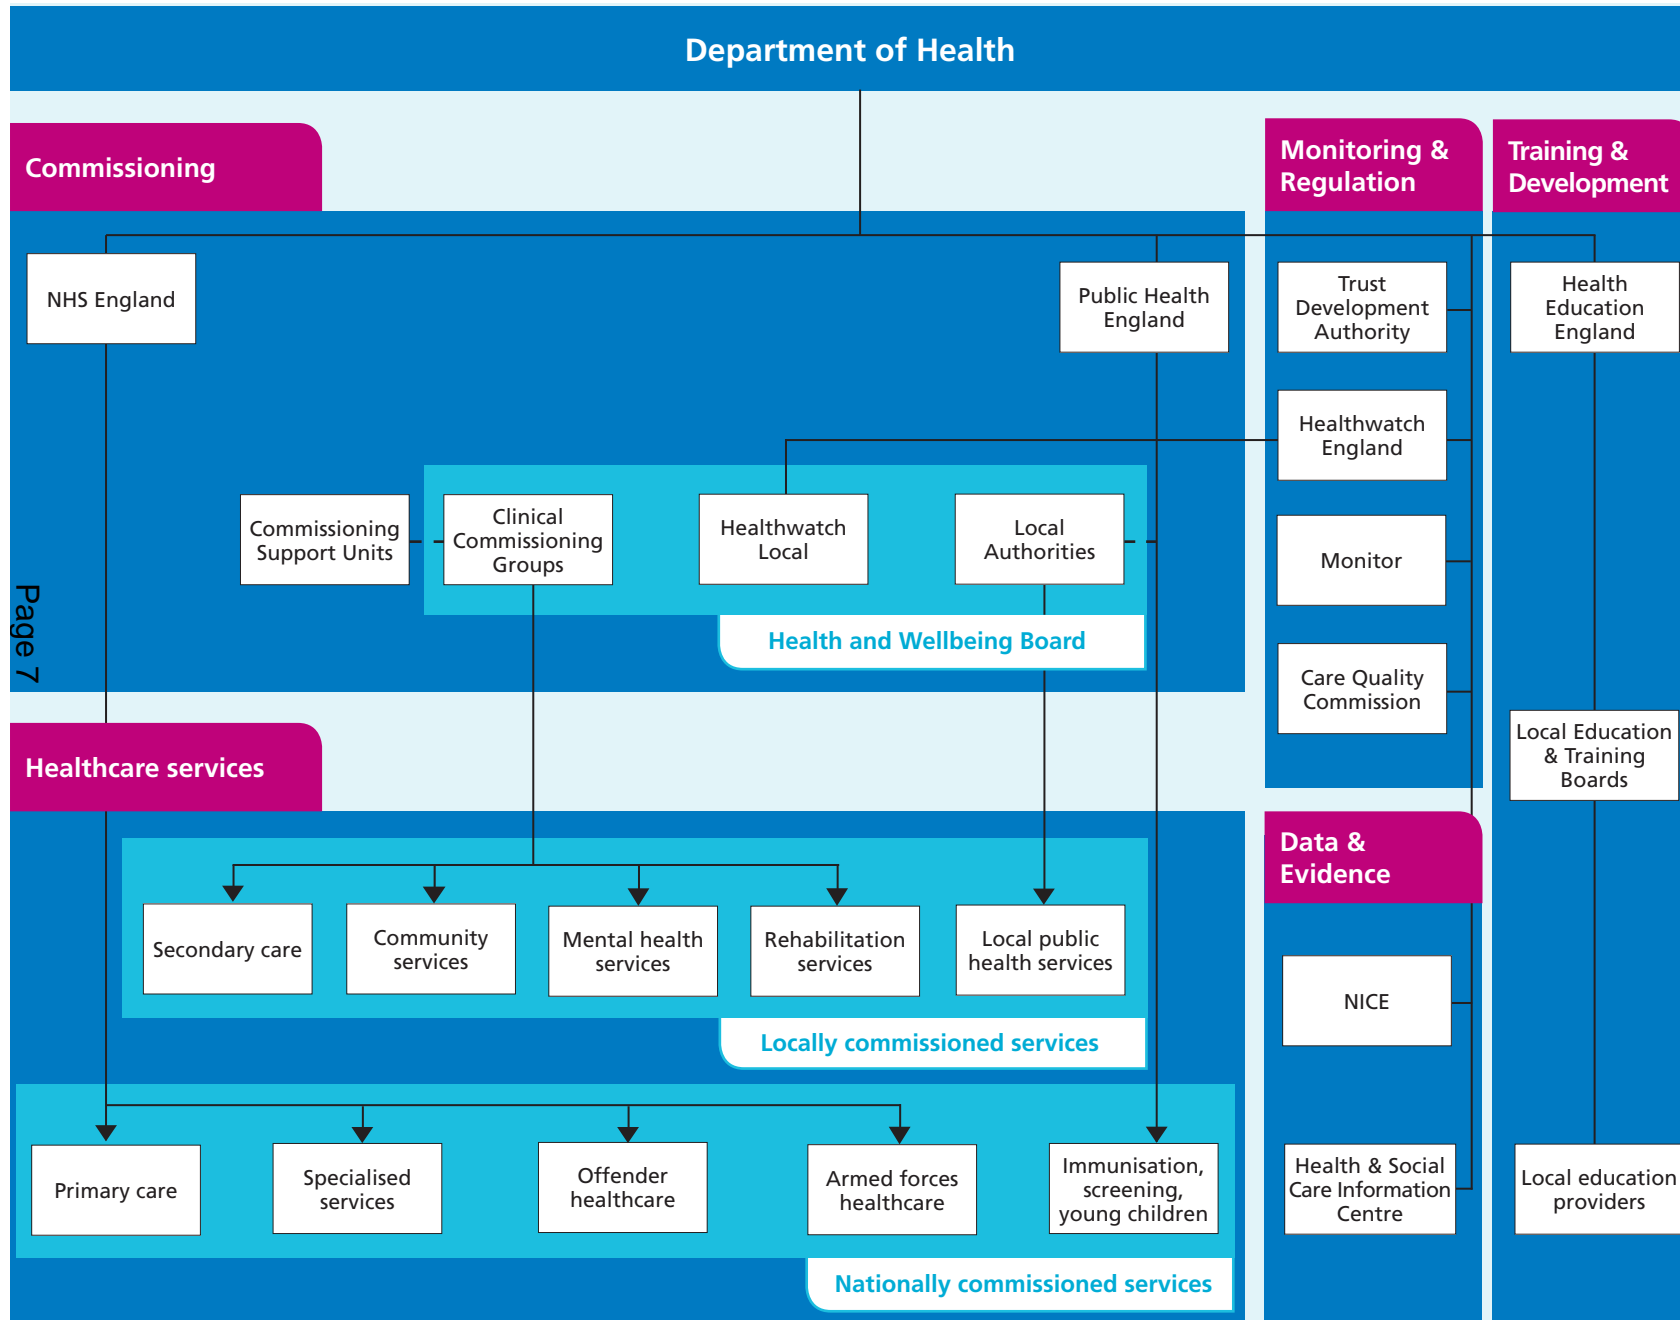 Department of Health
Commissioning
Monitoring &
Regulation
Training &
Development
NHS England
Public Health
England
Trust
Development
Authority
Health
Education
England
Healthwatch
England
Commissioning
Support Units
Clinical
Commissioning
Groups
Healthwatch
Local
Local
Authorities
Monitor
Health and Wellbeing Board
Page 7
Care Quality
Commission
Local Education
& Training
Boards
Healthcare services
Data &
Evidence
Secondary care
Community
services
Mental health
services
Rehabilitation
services
Local public
health services
NICE
Locally commissioned services
Primary care
Specialised
services
Offender
healthcare
Armed forces
healthcare
Immunisation,
screening,
young children
Health & Social
Care Information
Centre
Local education
providers
Nationally commissioned services